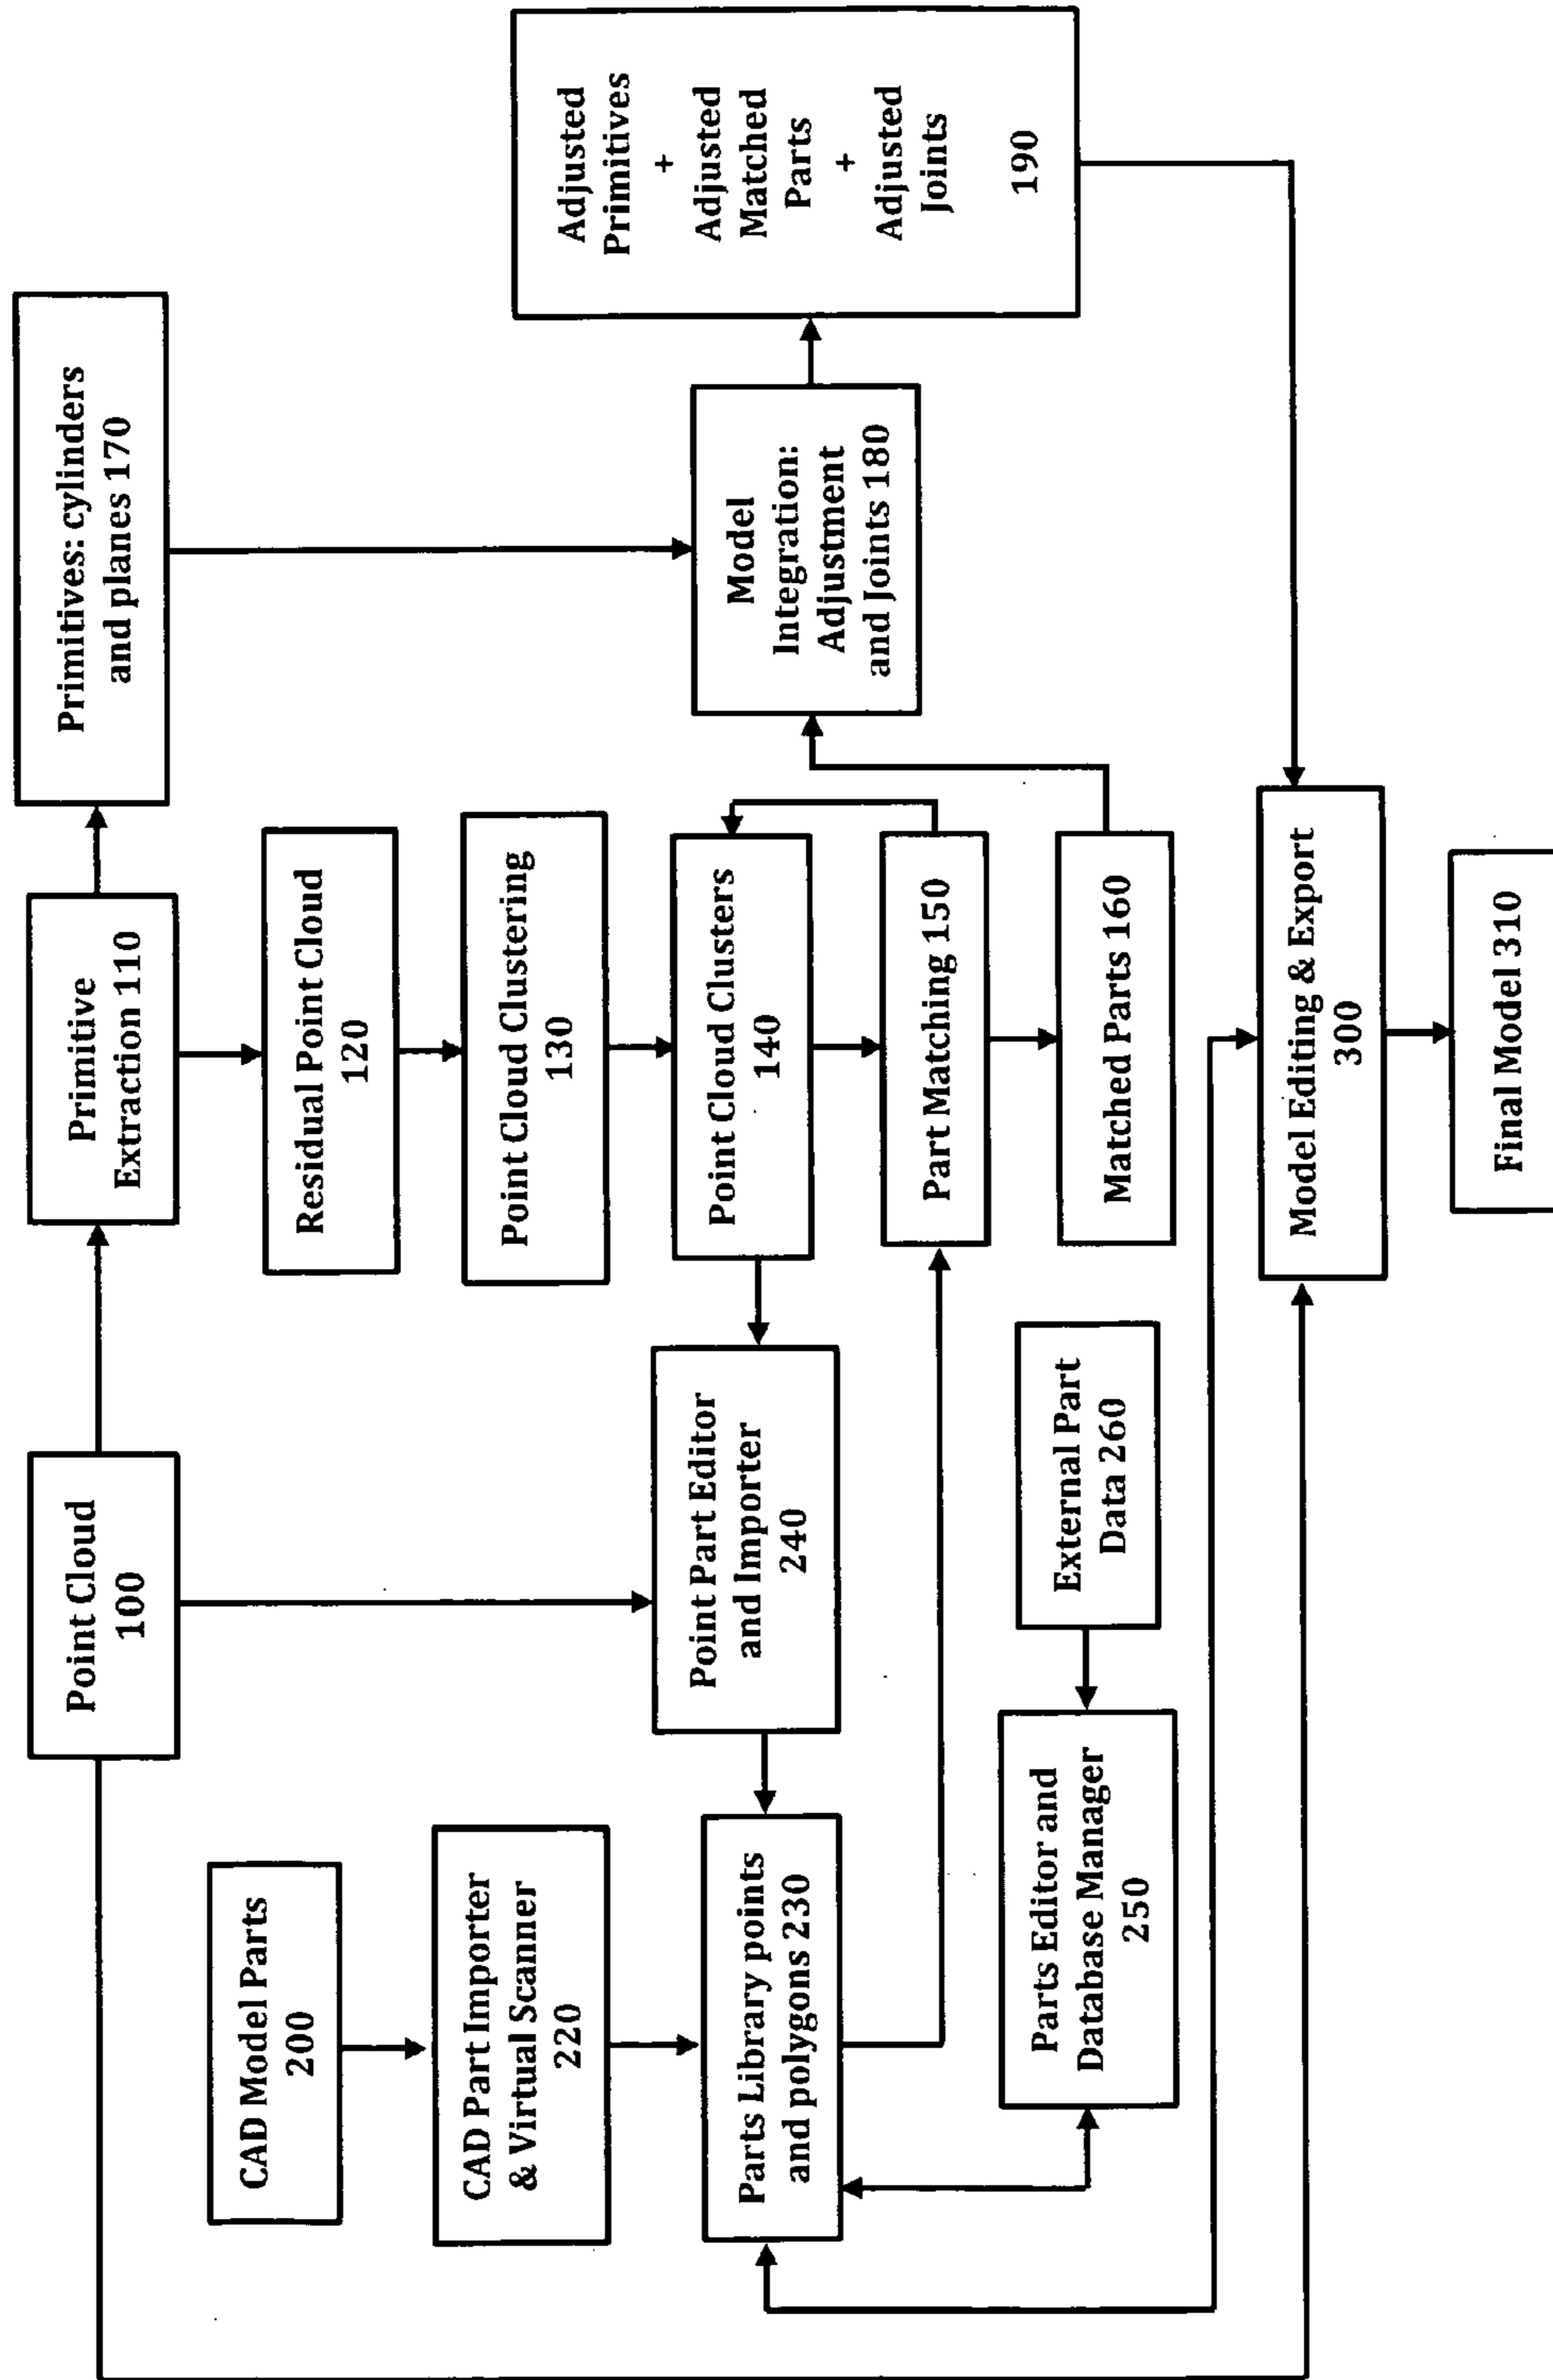 Point Cloud
100
Primitive
Extraction 110
Primitives: cylinders
and planes 170
CAD Model Parts
200
Residual Point Cloud
120
CAD Part Importer
& Virtual Scanner
220
Point Cloud Clustering
130
Adjusted
Primitives
+
Adjusted
Matched
Parts
+
Adjusted
Joints
190
Parts Library points
and polygons 230
Point Part Editor
and Importer
240
Point Cloud Clusters
140
Model
Integration:
Adjustment
and Joints 180
Part Matching 150
Parts Editor and
Database Manager
250
External Part
Data 260
Matched Parts 160
Model Editing & Export
300
Final Model 310